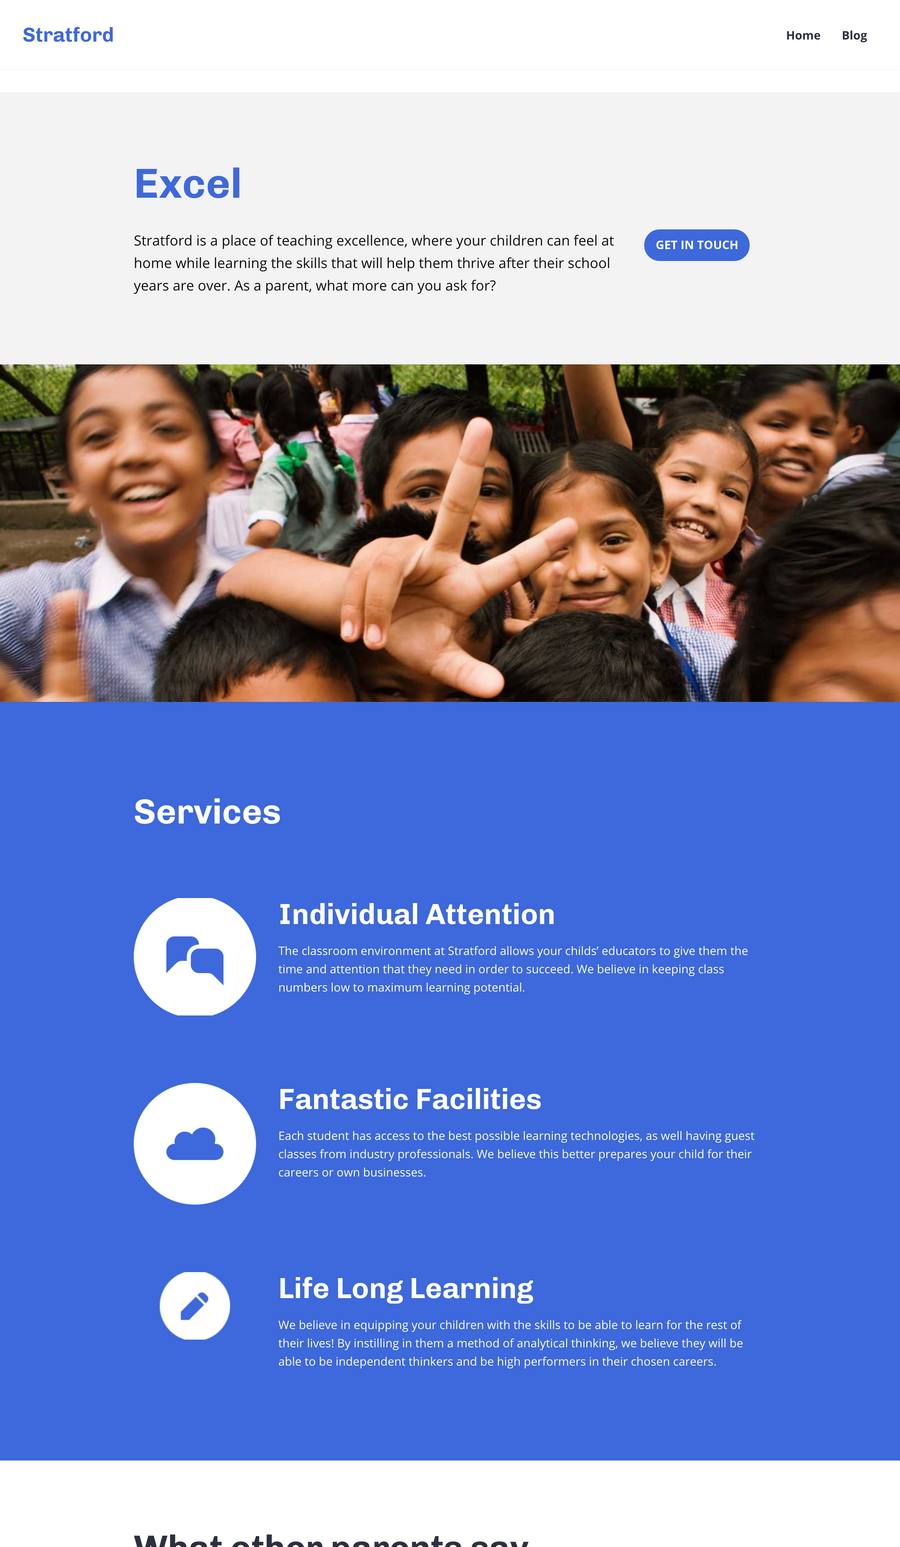 Stratford
Home Blog
Excel
Stratford is a place of teaching excellence, where your children can feel at
home while learning the skills that will help them thrive after their school
years are over. As a parent, what more can you ask for?
GET IN TOUCH
Services
Individual Attention
The classroom environment at Stratford allows your childs’ educators to give them the
time and attention that they need in order to succeed. We believe in keeping class
numbers low to maximum learning potential.
Fantastic Facilities
Each student has access to the best possible learning technologies, as well having guest
classes from industry professionals. We believe this better prepares your child for their
careers or own businesses.
Life Long Learning
We believe in equipping your children with the skills to be able to learn for the rest of
their lives! By instilling in them a method of analytical thinking, we believe they will be
able to be independent thinkers and be high performers in their chosen careers.
What other parents say